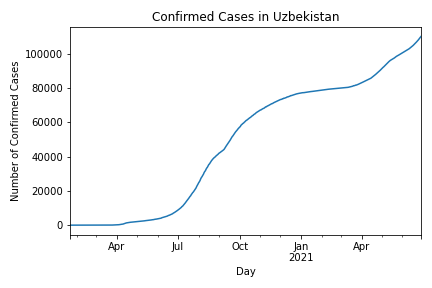 Confirmed Cases in Uzbekistan
Number of Confirmed Cases
100000
80000
60000
40000
20000
0
Apr Jul Oct Jan Apr
2021
Day